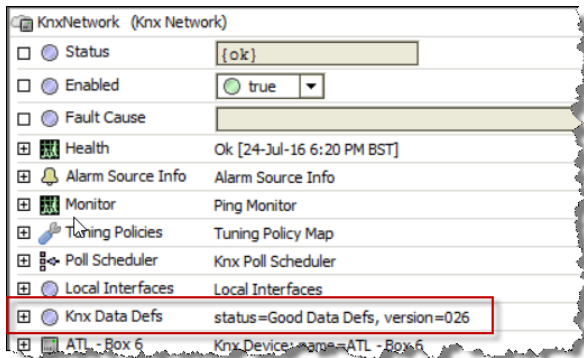 KnxNetwork (Knx Network)
Status {ok}
Enabled true
Fault Cause
Health Ok [24-Jul-16 6:20 PM BST]
Alarm Source Info Alarm Source Info
Monitor Ping Monitor
Tuning Policies Tuning Policy Map
Poll Scheduler Knx Poll Scheduler
Local Interfaces Local Interfaces
Knx Data Defs status=Good Data Defs, version=026
ATL - Box 6 Knx Device: name=ATL - Box 6